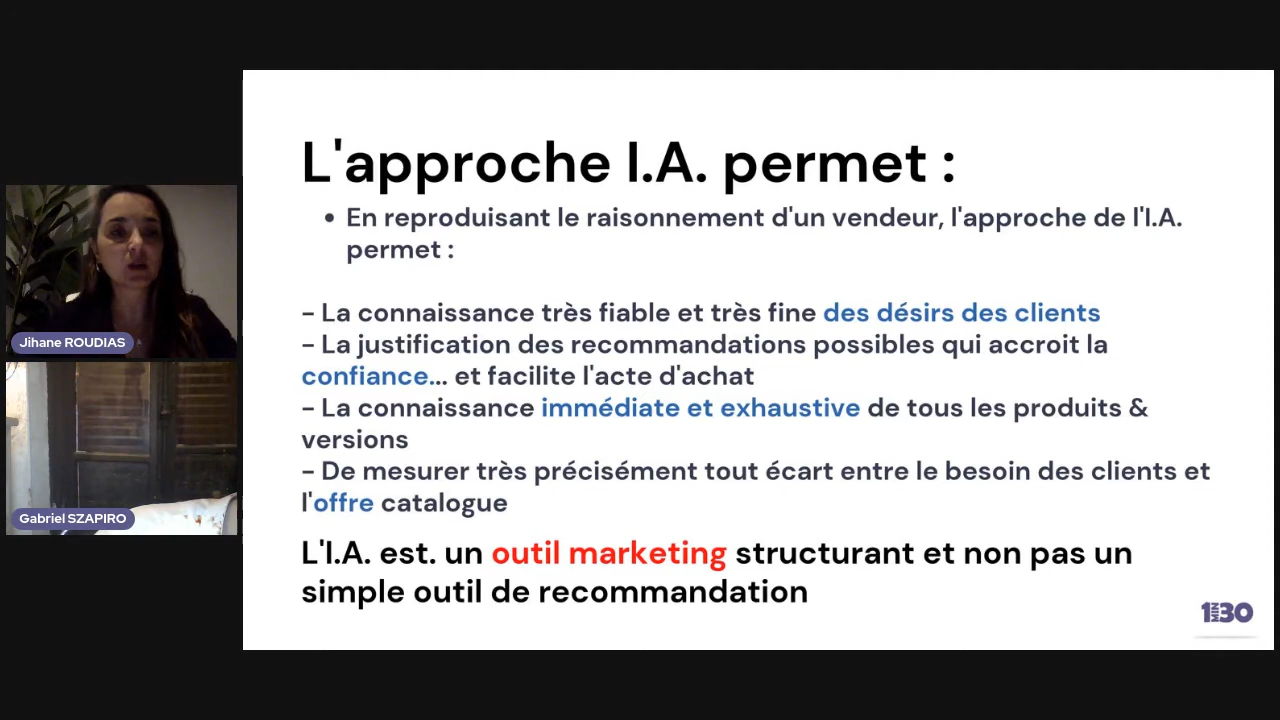 L'approche I.A. permet :
• En reproduisant le raisonnement d'un vendeur, l'approche de l'I.A.
permet :
- La connaissance très fiable et très fine des désirs des clients
- La justification des recommandations possibles qui accroit la
confiance... et facilite l'acte d'achat
- La connaissance immédiate et exhaustive de tous les produits &
versions
- De mesurer très précisément tout écart entre le besoin des clients et
l'offre catalogue
L'I.A. est. un outil marketing structurant et non pas un
simple outil de recommandation
Jihane ROUDIAS
Gabriel SZAPIRO
1MIN30